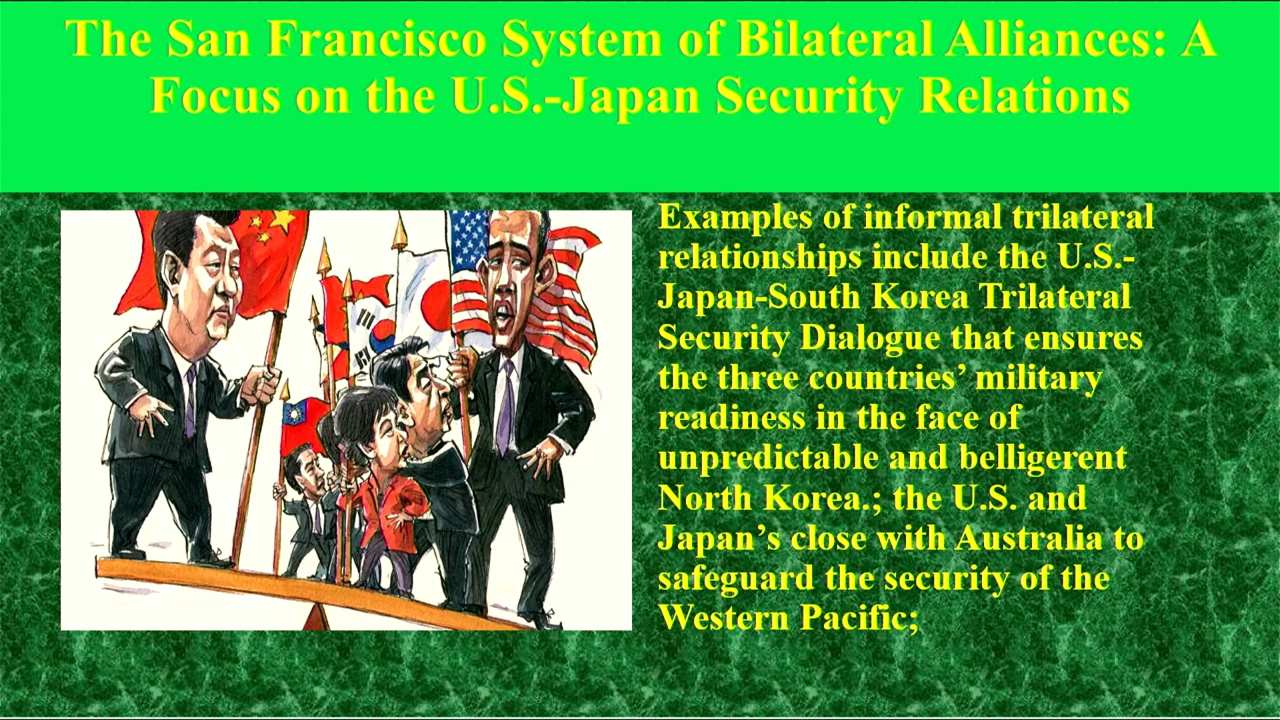 The San Francisco System of Bilateral Alliances: A
Focus on the U.S.-Japan Security Relations
Examples of informal trilateral
relationships include the U.S.-
Japan-South Korea Trilateral
Security Dialogue that ensures
the three countries’ military
readiness in the face of
unpredictable and belligerent
North Korea.; the U.S. and
Japan’s close with Australia to
safeguard the security of the
Western Pacific;